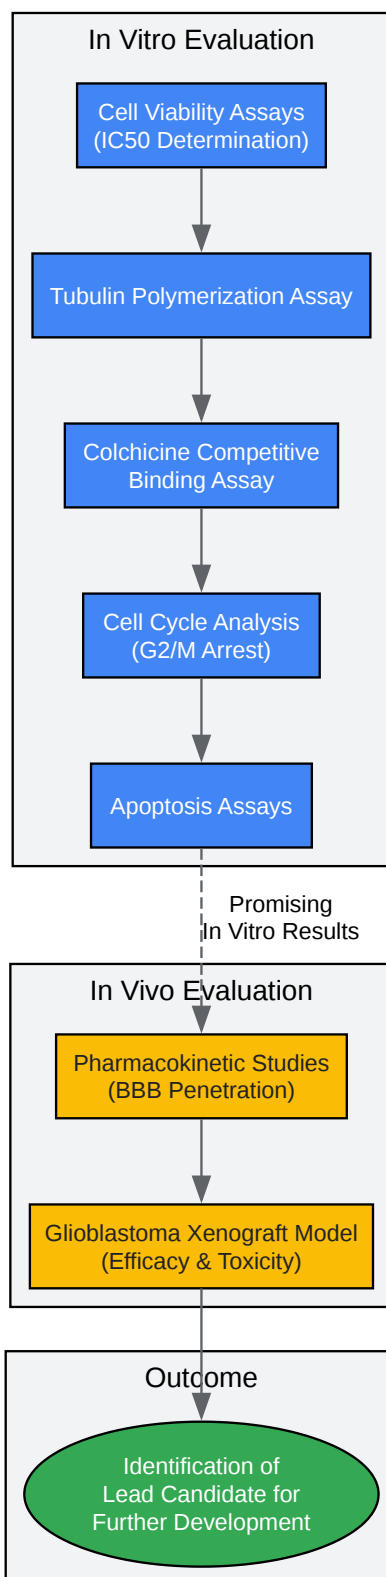 In Vitro Evaluation
Cell Viability Assays
(IC50 Determination)
Tubulin Polymerization Assay
Colchicine Competitive
Binding Assay
Cell Cycle Analysis
(G2/M Arrest)
Apoptosis Assays
Promising
In Vitro Results
In Vivo Evaluation
Pharmacokinetic Studies
(BBB Penetration)
Glioblastoma Xenograft Model
(Efficacy & Toxicity)
Outcome
Identification of
Lead Candidate for
Further Development